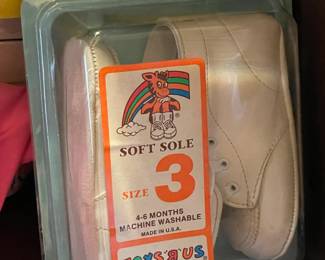 SOFT SOLE
SIZE 3
4-6 MONTHS
MACHINE WASHABLE
MADE IN U.S.A.
TOYS "Я" US